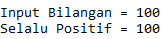 Input Bilangan = 100
Selalu Positif = 100